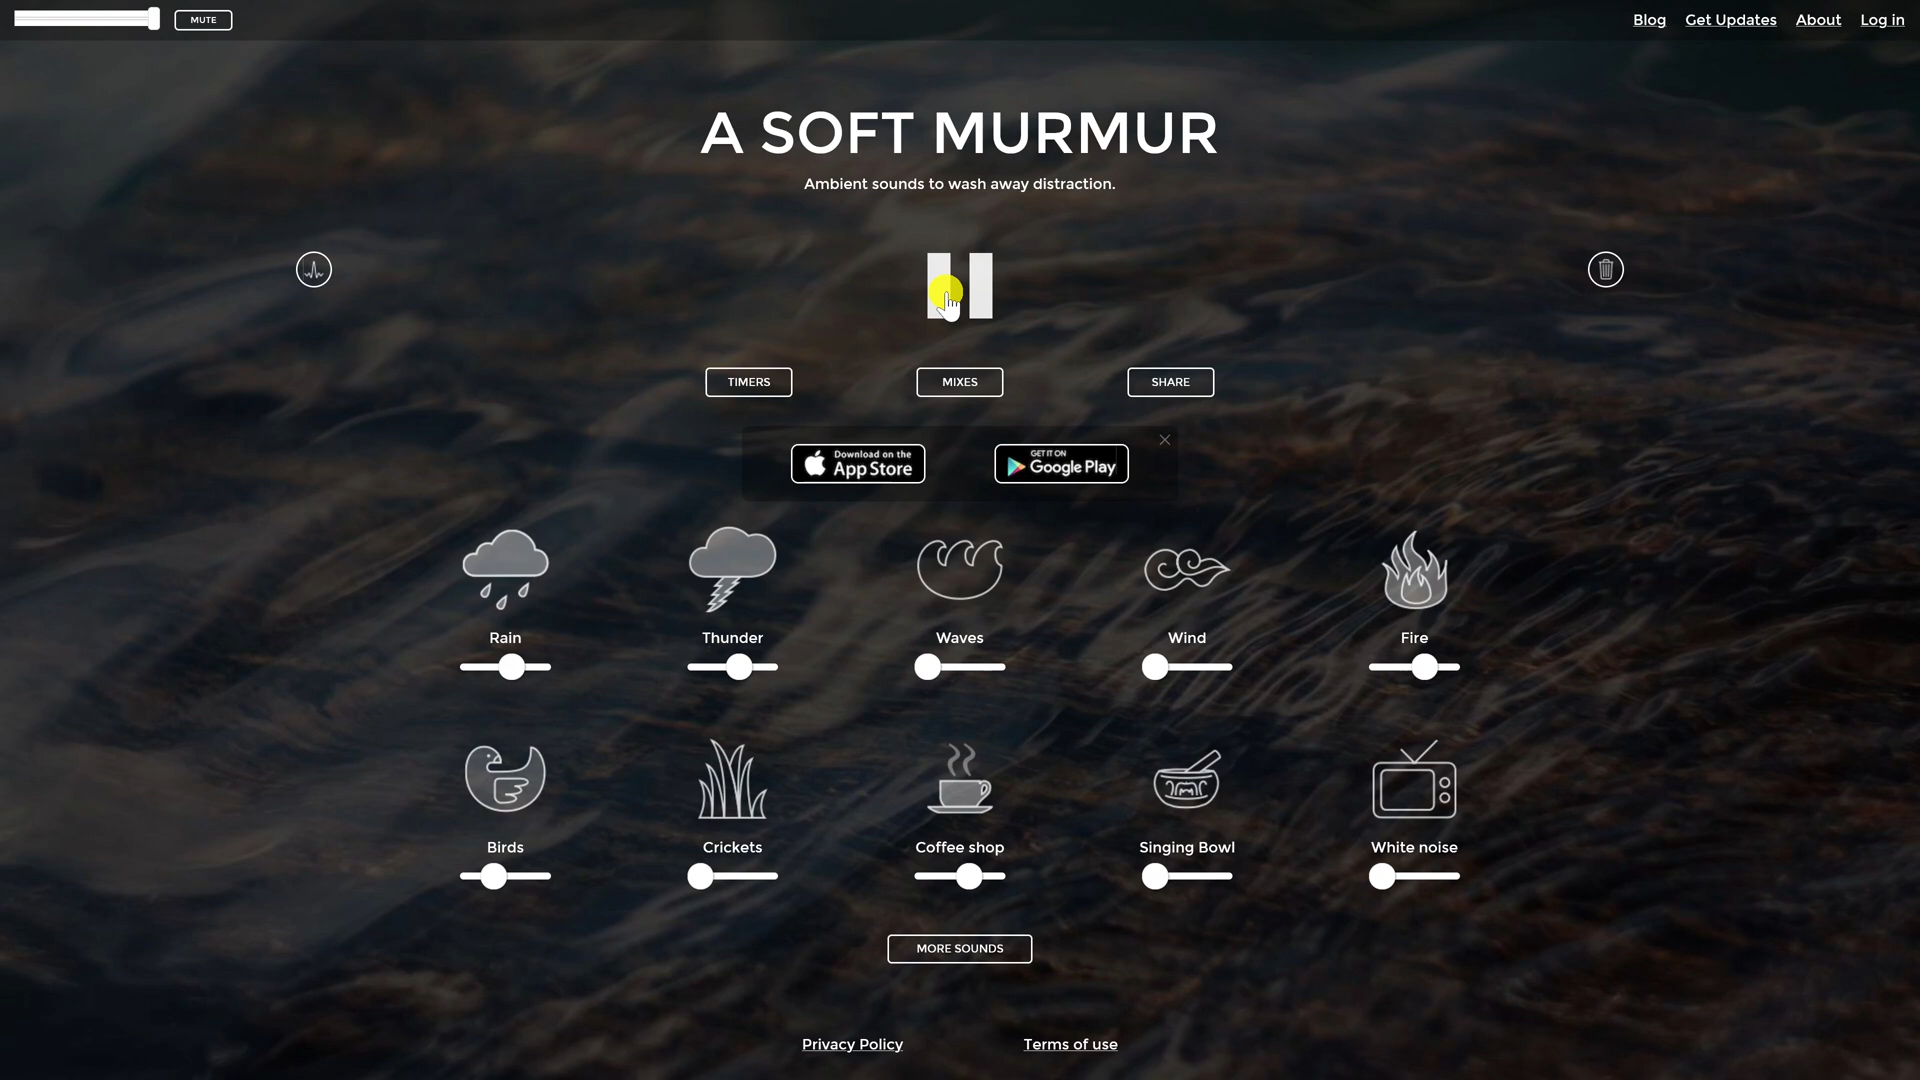 MUTE
Blog Get Updates About Log in
A SOFT MURMUR
Ambient sounds to wash away distraction.
TIMERS MIXES SHARE
Download on the App Store
GET IT ON Google Play
Rain Thunder Waves Wind Fire
Birds Crickets Coffee shop Singing Bowl White noise
MORE SOUNDS
Privacy Policy Terms of use